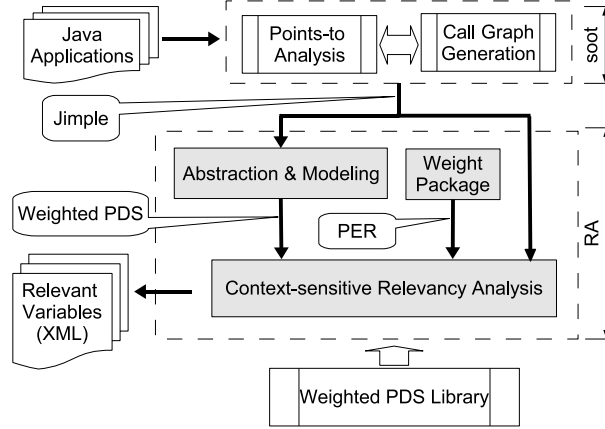 Java
Applications
Points-to
Analysis
Call Graph
Generation
soot
Jimple
Abstraction & Modeling
Weight
Package
Weighted PDS
PER
RA
Context-sensitive Relevancy Analysis
Relevant
Variables
(XML)
Weighted PDS Library